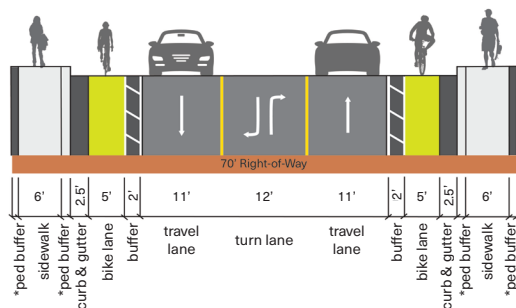 70' Right-of-Way
6'
2.5'
5'
2'
11'
12'
11'
2'
5'
2.5'
6'
*ped buffer
sidewalk
*ped buffer
curb & gutter
bike lane
buffer
travel
lane
turn lane
travel
lane
buffer
bike lane
curb & gutter
*ped buffer
sidewalk
*ped buffer